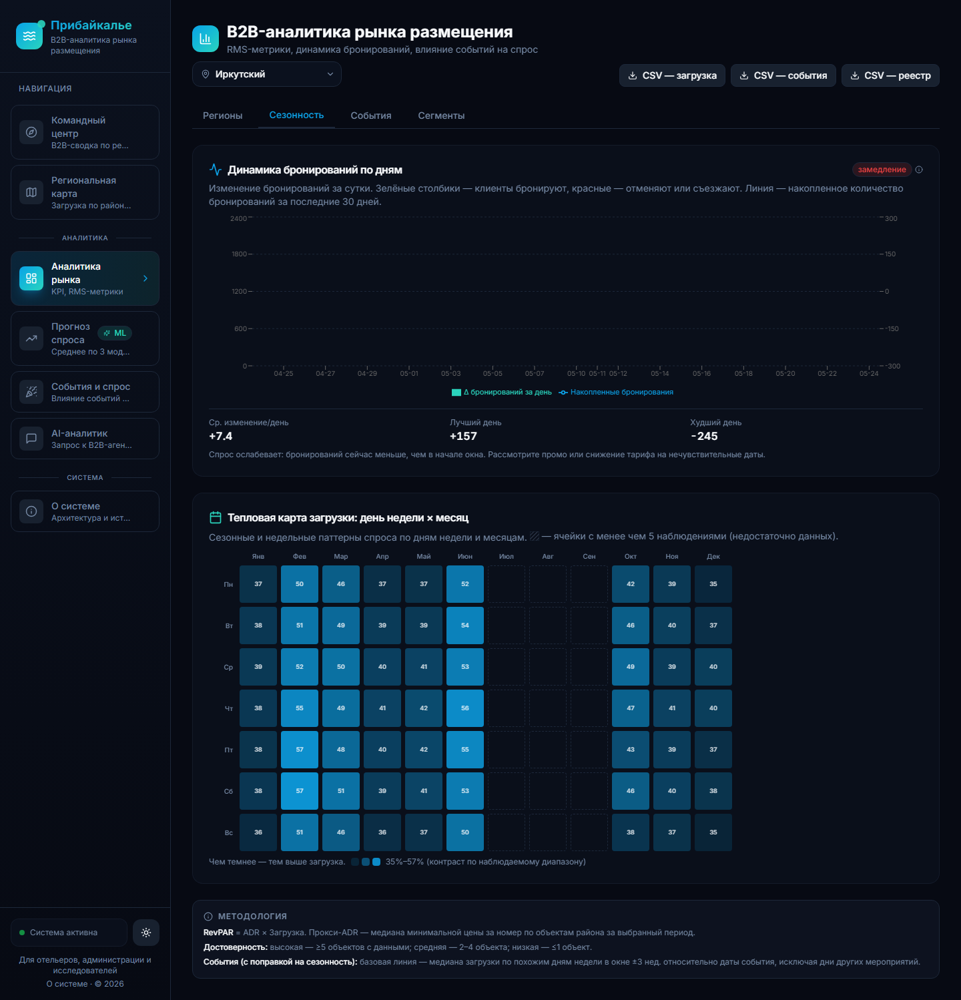 Прибайкалье
B2B-аналитика рынка
размещения
НАВИГАЦИЯ
Командный
центр
B2B-сводка по ре...
Региональная
карта
Загрузка по район...
АНАЛИТИКА
Аналитика
рынка
KPI, RMS-метрики
Прогноз
спроса
ML
Среднее по 3 мод...
События и спрос
Влияние событий ...
AI-аналитик
Запрос к B2B-аген...
СИСТЕМА
О системе
Архитектура и ист...
Система активна
Для отельеров, администрации и
исследователей
О системе · © 2026
B2B-аналитика рынка размещения
RMS-метрики, динамика бронирований, влияние событий на спрос
Иркутский
CSV — загрузка
CSV — события
CSV — реестр
Регионы Сезонность События Сегменты
Динамика бронирований по дням
замедление
Изменение бронирований за сутки. Зелёные столбики — клиенты бронируют, красные — отменяют или съезжают. Линия — накопленное количество
бронирований за последние 30 дней.
2400 300
1800 150
1200 0
600 -150
0 -300
04-25 04-27 04-29 05-01 05-03 05-05 05-07 05-10 05-11 05-12 05-14 05-16 05-18 05-20 05-22 05-24
Δ бронирований за день Накопленные бронирования
Ср. изменение/день Лучший день Худший день
+7.4 +157 -245
Спрос ослабевает: бронирований сейчас меньше, чем в начале окна. Рассмотрите промо или снижение тарифа на нечувствительные даты.
Тепловая карта загрузки: день недели × месяц
Сезонные и недельные паттерны спроса по дням недели и месяцам. — ячейки с менее чем 5 наблюдениями (недостаточно данных).
Янв Фев Мар Апр Май Июн Июл Авг Сен Окт Ноя Дек
Пн 37 50 46 37 37 52 42 39 35
Вт 38 51 49 39 39 54 46 40 37
Ср 39 52 50 40 41 53 49 39 40
Чт 38 55 49 41 42 56 47 41 40
Пт 38 57 48 40 42 55 43 39 37
Сб 38 57 51 39 41 53 46 40 38
Вс 36 51 46 36 37 50 38 37 35
Чем темнее — тем выше загрузка. 35%–57% (контраст по наблюдаемому диапазону)
МЕТОДОЛОГИЯ
RevPAR = ADR × Загрузка. Прокси-ADR — медиана минимальной цены за номер по объектам района за выбранный период.
Достоверность: высокая — ≥5 объектов с данными; средняя — 2–4 объекта; низкая — ≤1 объект.
События (с поправкой на сезонность): базовая линия — медиана загрузки по похожим дням недели в окне ±3 нед. относительно даты события, исключая дни других мероприятий.